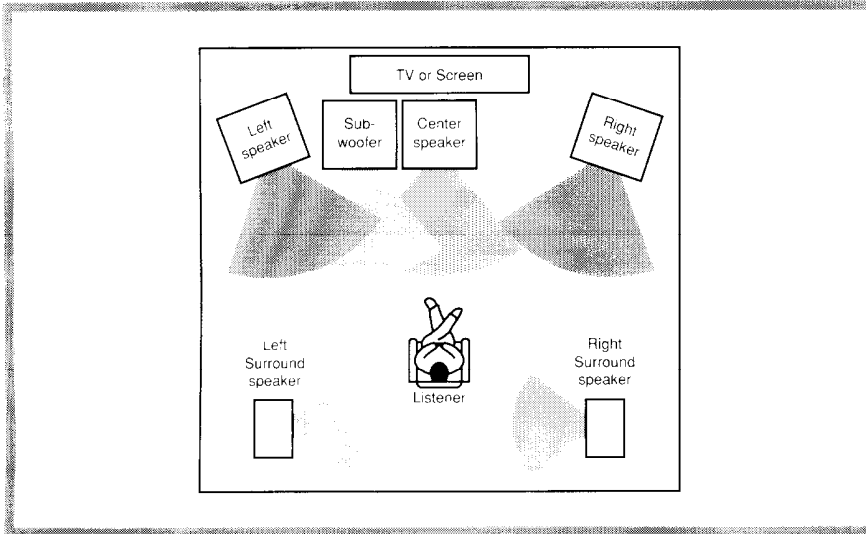 TV or Screen
Left
speaker
Sub-
woofer
Center
speaker
Right
speaker
Left
Surround
speaker
Listener
Right
Surround
speaker